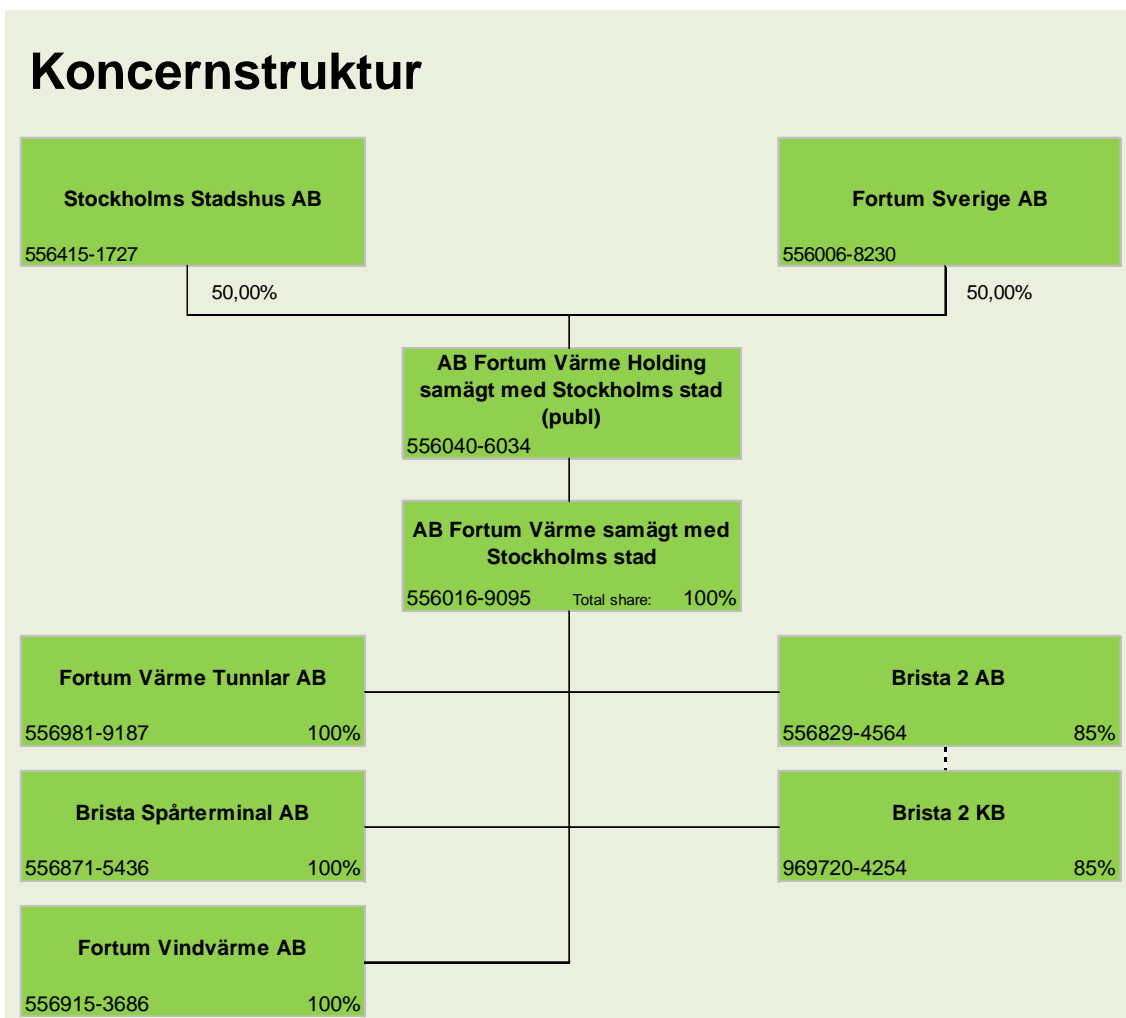 Koncernstruktur
Stockholms Stadshus AB
556415-1727
Fortum Sverige AB
556006-8230
50,00%
50,00%
AB Fortum Värme Holding
samägt med Stockholms stad
(publ)
556040-6034
AB Fortum Värme samägt med
Stockholms stad
556016-9095 Total share: 100%
Fortum Värme Tunnlar AB
556981-9187 100%
Brista 2 AB
556829-4564 85%
Brista Spårterminal AB
556871-5436 100%
Brista 2 KB
969720-4254 85%
Fortum Vindvärme AB
556915-3686 100%